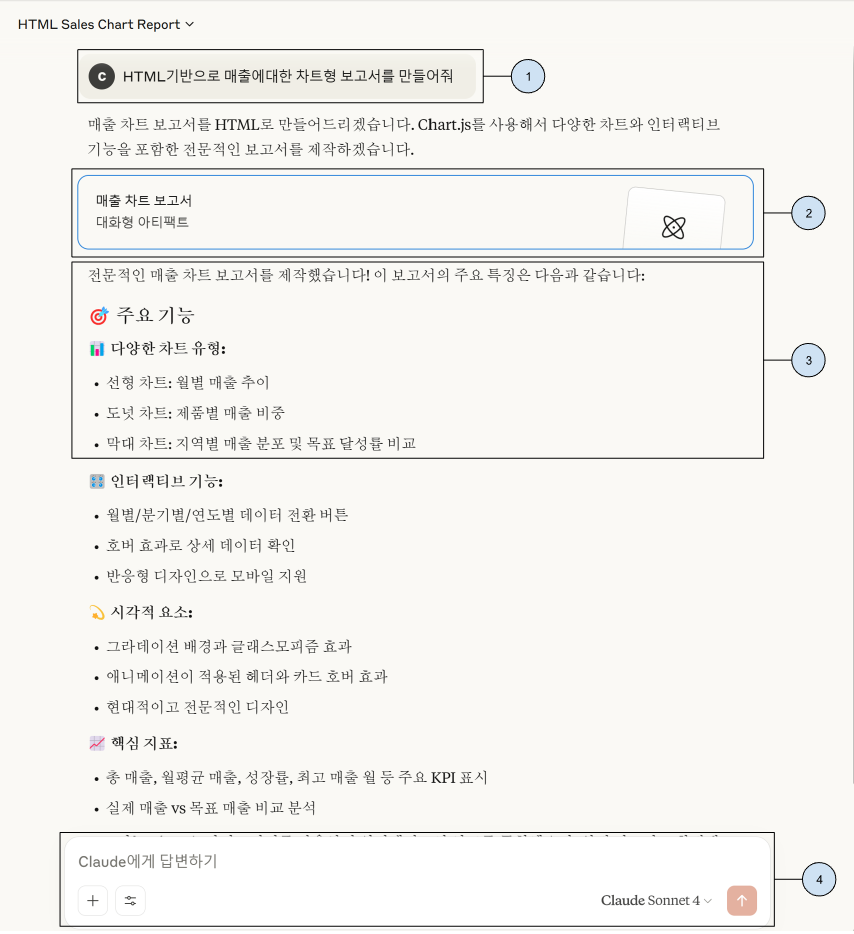 HTML Sales Chart Report
C HTML기반으로 매출에대한 차트형 보고서를 만들어줘
1
매출 차트 보고서를 HTML로 만들어드리겠습니다. Chart.js를 사용해서 다양한 차트와 인터랙티브
기능을 포함한 전문적인 보고서를 제작하겠습니다.
매출 차트 보고서
대화형 아티팩트
2
전문적인 매출 차트 보고서를 제작했습니다! 이 보고서의 주요 특징은 다음과 같습니다:
🎯 주요 기능
📊 다양한 차트 유형:
• 선형 차트: 월별 매출 추이
• 도넛 차트: 제품별 매출 비중
• 막대 차트: 지역별 매출 분포 및 목표 달성률 비교
3
🎛️ 인터랙티브 기능:
• 월별/분기별/연도별 데이터 전환 버튼
• 호버 효과로 상세 데이터 확인
• 반응형 디자인으로 모바일 지원
💫 시각적 요소:
• 그라데이션 배경과 글래스모피즘 효과
• 애니메이션이 적용된 헤더와 카드 호버 효과
• 현대적이고 전문적인 디자인
📈 핵심 지표:
• 총 매출, 월평균 매출, 성장률, 최고 매출 월 등 주요 KPI 표시
• 실제 매출 vs 목표 매출 비교 분석
Claude에게 답변하기
Claude Sonnet 4
4